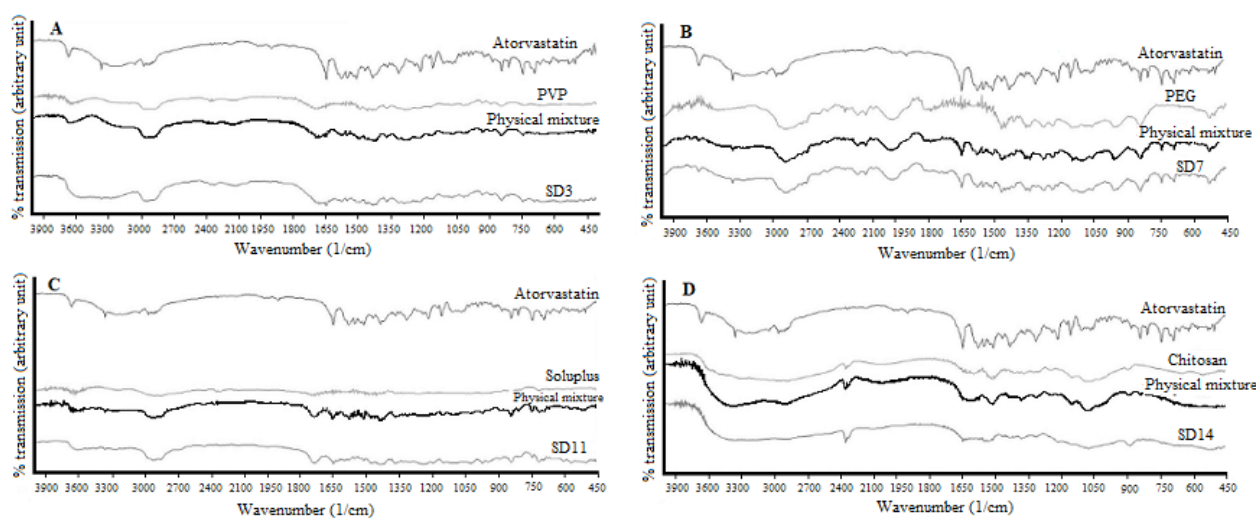 A
Atorvastatin
PVP
Physical mixture
SD3
% transmission (arbitrary unit)
3900 3600 3000 2700 2400 2100 1950 1800 1650 1500 1350 1200 1050 900 750 600 450
Wavenumber (1/cm)
B
Atorvastatin
PEG
Physical mixture
SD7
% transmission (arbitrary unit)
3900 3600 3300 3000 2700 2400 2250 2100 1950 1800 1650 1500 1350 1200 1050 900 750 600 450
Wavenumber (1/cm)
C
Atorvastatin
Soluplus
Physical mixture
SD11
% transmission (arbitrary unit)
3900 3600 3300 3000 2700 2400 2250 2100 1950 1800 1650 1500 1350 1200 1050 900 750 600 450
Wavenumber (1/cm)
D
Atorvastatin
Chitosan
Physical mixture
SD14
% transmission (arbitrary unit)
3900 3600 3000 2400 2250 2100 1950 1800 1650 1500 1350 1200 1050 900 750 600 450
Wavenumber (1/cm)